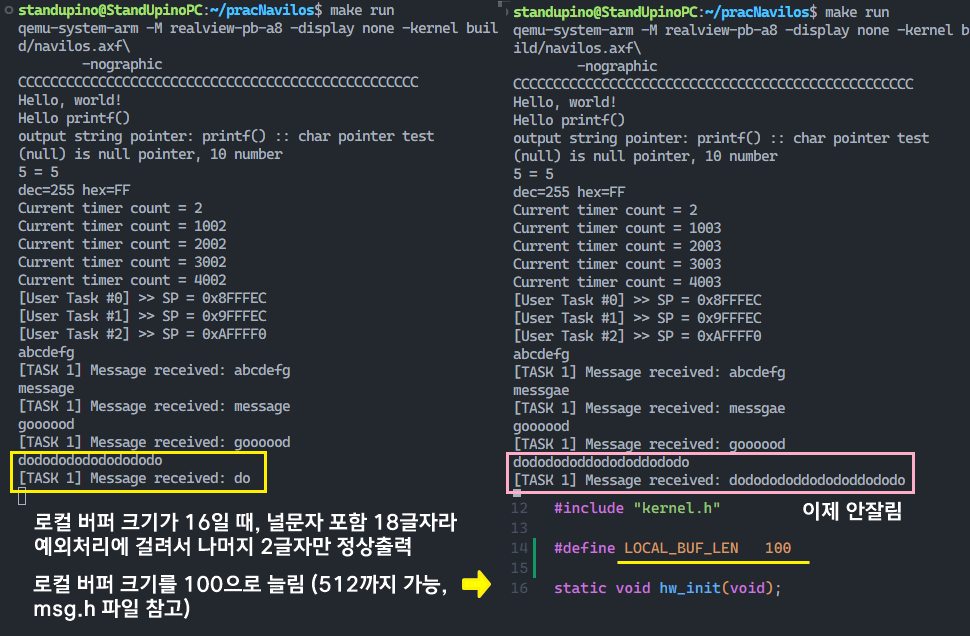 standupino@StandUpinoPC:~/pracNavilos$ make run
qemu-system-arm -M realview-pb-a8 -display none -kernel buil
d/navilos.axf\
-nographic
CCCCCCCCCCCCCCCCCCCCCCCCCCCCCCCCCCCCCCCCCCCCCCCCCC
Hello, world!
Hello printf()
output string pointer: printf() :: char pointer test
(null) is null pointer, 10 number
5 = 5
dec=255 hex=FF
Current timer count = 2
Current timer count = 1002
Current timer count = 2002
Current timer count = 3002
Current timer count = 4002
[User Task #0] >> SP = 0x8FFFEC
[User Task #1] >> SP = 0x9FFFEC
[User Task #2] >> SP = 0xAFFFF0
abcdefg
[TASK 1] Message received: abcdefg
message
[TASK 1] Message received: message
goooood
[TASK 1] Message received: goooood
dododododododododo
[TASK 1] Message received: do
로컬 버퍼 크기가 16일 때, 널문자 포함 18글자라
예외처리에 걸려서 나머지 2글자만 정상출력
로컬 버퍼 크기를 100으로 늘림 (512까지 가능,
msg.h 파일 참고)
standupino@StandUpinoPC:~/pracNavilos$ make run
qemu-system-arm -M realview-pb-a8 -display none -kernel b
uild/navilos.axf\
-nographic
CCCCCCCCCCCCCCCCCCCCCCCCCCCCCCCCCCCCCCCCCCCCCCCCCC
Hello, world!
Hello printf()
output string pointer: printf() :: char pointer test
(null) is null pointer, 10 number
5 = 5
dec=255 hex=FF
Current timer count = 2
Current timer count = 1003
Current timer count = 2003
Current timer count = 3003
Current timer count = 4003
[User Task #0] >> SP = 0x8FFFEC
[User Task #1] >> SP = 0x9FFFEC
[User Task #2] >> SP = 0xAFFFF0
abcdefg
[TASK 1] Message received: abcdefg
messgae
[TASK 1] Message received: messgae
goooood
[TASK 1] Message received: goooood
dododododdodododdododo
[TASK 1] Message received: dododododdodododdododo
12 #include "kernel.h"
이제 안잘림
13
14 #define LOCAL_BUF_LEN 100
15
16 static void hw_init(void);